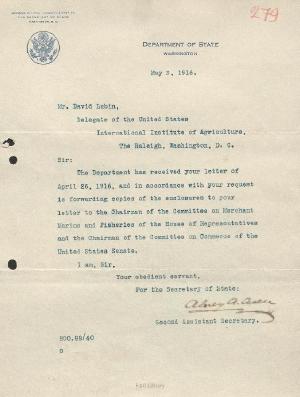 279
DEPARTMENT OF STATE
WASHINGTON
May 3, 1916.
Mr. David Lubin,
Delegate of the United States
International Institute of Agriculture,
The Raleigh, Washington, D. C.
Sir:
The Department has received your letter of
April 26, 1916, and in accordance with your request
is forwarding copies of the enclosures to your
letter to the Chairman of the Committee on Merchant
Marine and Fisheries of the House of Representatives
and the Chairman of the Committee on Commerce of the
United States Senate.
I am, Sir,
Your obedient servant,
For the Secretary of State:
Second Assistant Secretary.
800.88/40